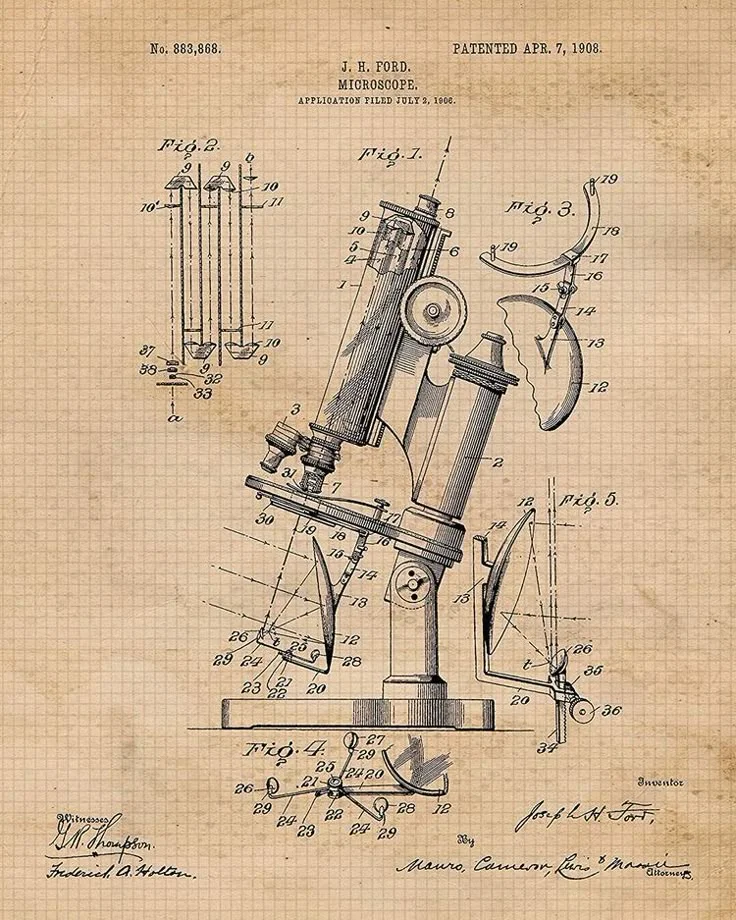 No. 883,868.
PATENTED APR. 7, 1908.
J. H. FORD.
MICROSCOPE.
APPLICATION FILED JULY 2, 1906.
Fig. 2.
9 9 b
10 10
10' 11
11
10
9 9
37
38 32
33
a
Fig. 1.
8
9
10
5 6
4
1
3
2
31 7
30 19 18 17
16
15
14
13
12
26 t 25
29 28
24
23 21
22 20
Fig. 3.
19
19 18
17
16
15
14
13
12
Fig. 5.
12
14
13
26
t 35
20 36
34
Fig. 4.
27
29
25
21 24 20
26 28
29 12
24 22 24
23 29
Inventor
Witnesses
G. R. Thompson.
Joseph H. Ford,
By
Frederick A. Holton.
Mauro, Cameron, Lewis & Massie
Attorneys.